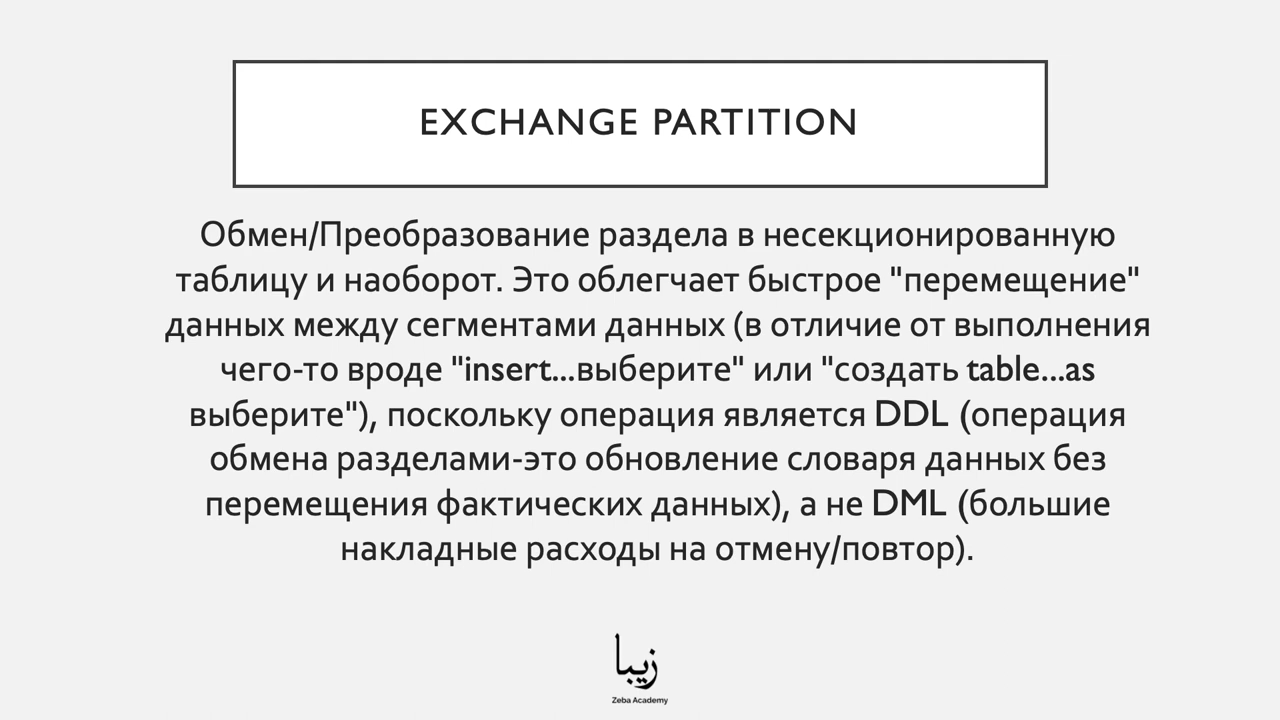 EXCHANGE PARTITION
Обмен/Преобразование раздела в несекционированную
таблицу и наоборот. Это облегчает быстрое "перемещение"
данных между сегментами данных (в отличие от выполнения
чего-то вроде "insert...выберите" или "создать table...as
выберите"), поскольку операция является DDL (операция
обмена разделами-это обновление словаря данных без
перемещения фактических данных), а не DML (большие
накладные расходы на отмену/повтор).
زيبا
Zeba Academy